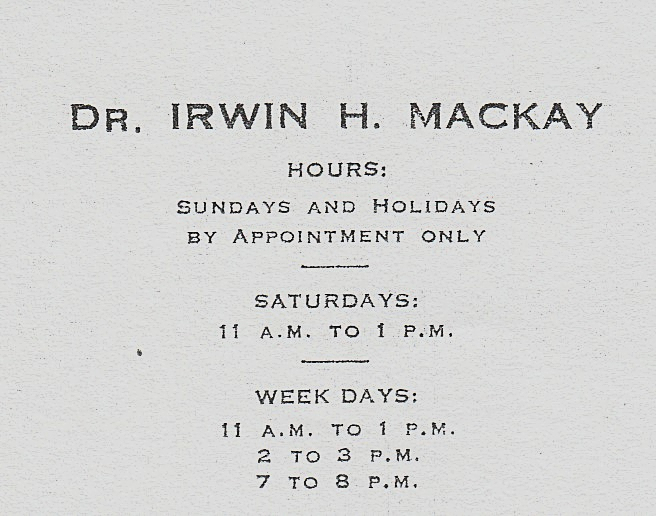 DR. IRWIN H. MACKAY
HOURS:
SUNDAYS AND HOLIDAYS
BY APPOINTMENT ONLY
SATURDAYS:
11 A.M. TO 1 P.M.
WEEK DAYS:
11 A.M. TO 1 P.M.
2 TO 3 P.M.
7 TO 8 P.M.